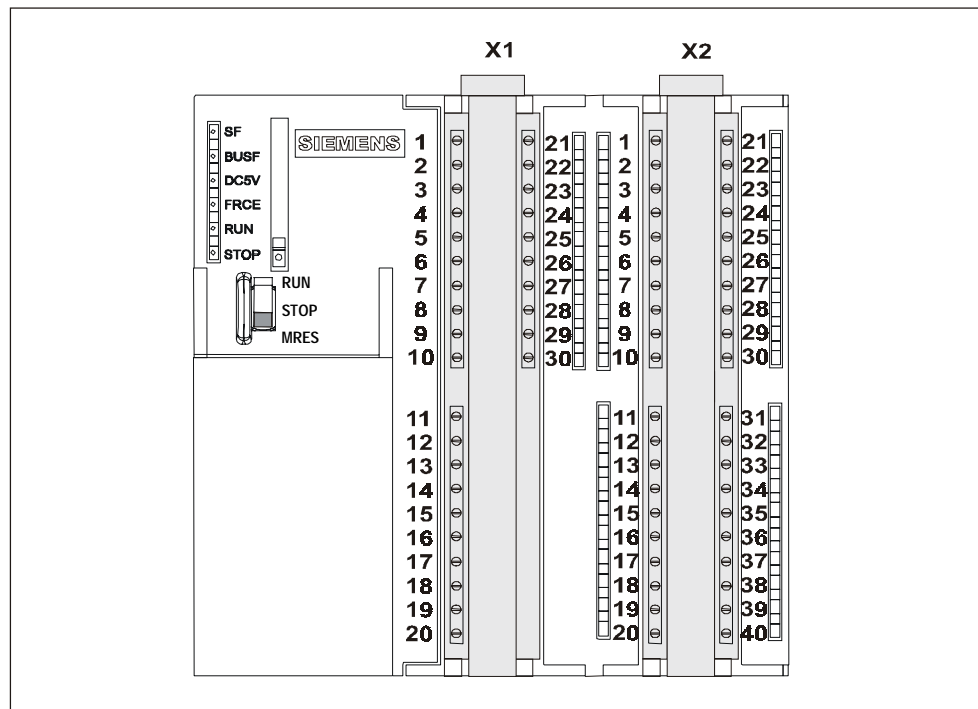 X1 X2
SF
BUSF
DC5V
FRCE
RUN
STOP
SIEMENS
RUN
STOP
MRES
1 21 1 21
2 22 2 22
3 23 3 23
4 24 4 24
5 25 5 25
6 26 6 26
7 27 7 27
8 28 8 28
9 29 9 29
10 30 10 30
11 11 31
12 12 32
13 13 33
14 14 34
15 15 35
16 16 36
17 17 37
18 18 38
19 19 39
20 20 40